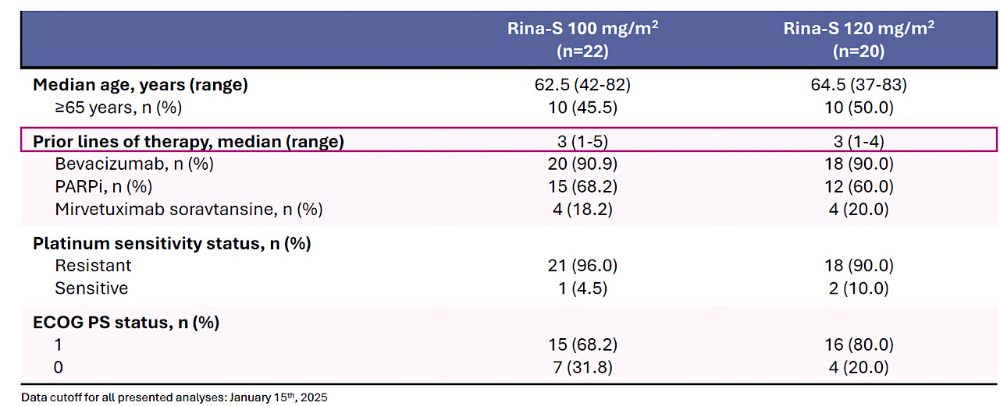 Rina-S 100 mg/m² Rina-S 120 mg/m²
(n=22) (n=20)
Median age, years (range) 62.5 (42-82) 64.5 (37-83)
≥65 years, n (%) 10 (45.5) 10 (50.0)
Prior lines of therapy, median (range) 3 (1-5) 3 (1-4)
Bevacizumab, n (%) 20 (90.9) 18 (90.0)
PARPi, n (%) 15 (68.2) 12 (60.0)
Mirvetuximab soravtansine, n (%) 4 (18.2) 4 (20.0)
Platinum sensitivity status, n (%)
Resistant 21 (96.0) 18 (90.0)
Sensitive 1 (4.5) 2 (10.0)
ECOG PS status, n (%)
1 15 (68.2) 16 (80.0)
0 7 (31.8) 4 (20.0)
Data cutoff for all presented analyses: January 15ᵗʰ, 2025